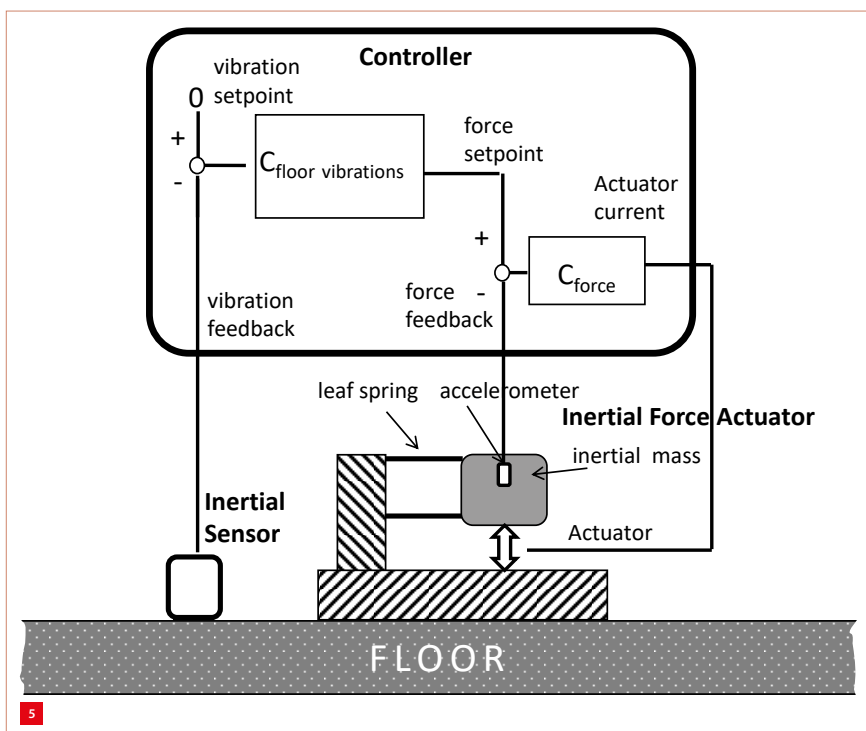 Controller
vibration
setpoint
0
+
-
C floor vibrations
force
setpoint
Actuator
current
+
-
C force
vibration
feedback
force
feedback
leaf spring
accelerometer
Inertial Force Actuator
inertial mass
Inertial
Sensor
Actuator
FLOOR
5